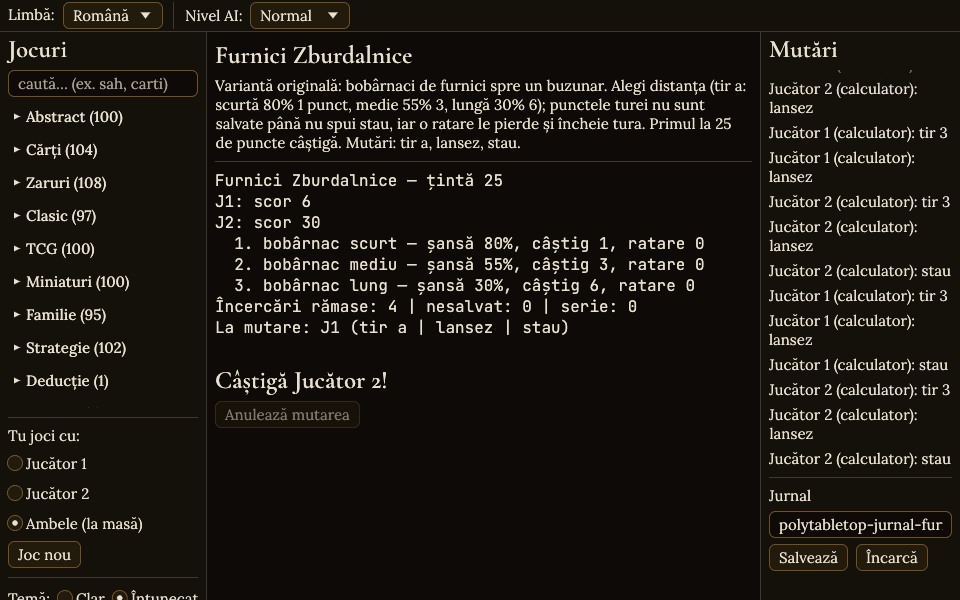 Limbă: Română ▼ Nivel AI: Normal ▼
Jocuri
caută... (ex. sah, carti)
▸ Abstract (100)
▸ Cărți (104)
▸ Zaruri (108)
▸ Clasic (97)
▸ TCG (100)
▸ Miniaturi (100)
▸ Familie (95)
▸ Strategie (102)
▸ Deducție (1)
Tu joci cu:
Jucător 1
Jucător 2
Ambele (la masă)
Joc nou
Temă: Clar Întunecat
Furnici Zburdalnice
Variantă originală: bobârnaci de furnici spre un buzunar. Alegi distanța (tir a:
scurtă 80% 1 punct, medie 55% 3, lungă 30% 6); punctele turei nu sunt
salvate până nu spui stau, iar o ratare le pierde și încheie tura. Primul la 25
de puncte câștigă. Mutări: tir a, lansez, stau.
Furnici Zburdalnice — țintă 25
J1: scor 6
J2: scor 30
1. bobârnac scurt — șansă 80%, câștig 1, ratare 0
2. bobârnac mediu — șansă 55%, câștig 3, ratare 0
3. bobârnac lung — șansă 30%, câștig 6, ratare 0
Încercări rămase: 4 | nesalvat: 0 | serie: 0
La mutare: J1 (tir a | lansez | stau)
Câștigă Jucător 2!
Anulează mutarea
Mutări
Jucător 2 (calculator):
lansez
Jucător 1 (calculator): tir 3
Jucător 1 (calculator):
lansez
Jucător 2 (calculator): tir 3
Jucător 2 (calculator):
lansez
Jucător 2 (calculator): stau
Jucător 1 (calculator): tir 3
Jucător 1 (calculator):
lansez
Jucător 1 (calculator): stau
Jucător 2 (calculator): tir 3
Jucător 2 (calculator):
lansez
Jucător 2 (calculator): stau
Jurnal
polytabletop-jurnal-fur
Salvează Încarcă